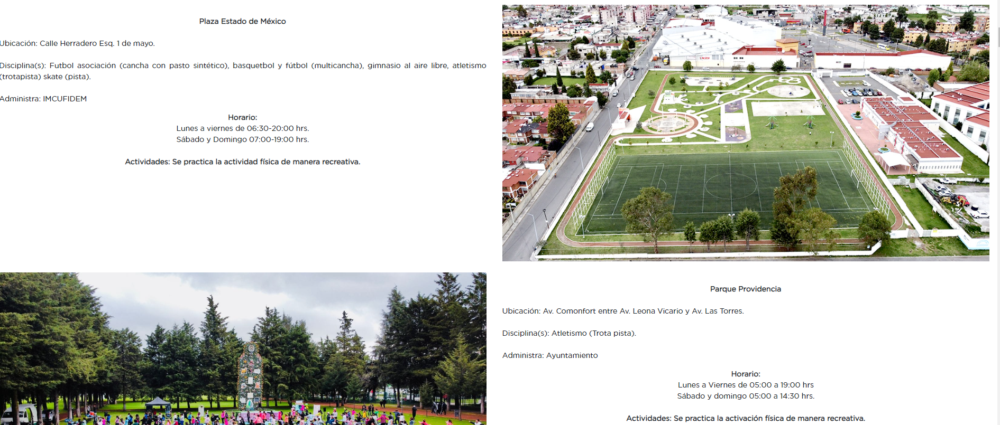 Plaza Estado de México
Ubicación: Calle Herradero Esq. 1 de mayo.
Disciplina(s): Futbol asociación (cancha con pasto sintético), basquetbol y fútbol (multicancha), gimnasio al aire libre, atletismo
(trotapista) skate (pista).
Administra: IMCUFIDEM
Horario:
Lunes a viernes de 06:30-20:00 hrs.
Sábado y Domingo 07:00-19:00 hrs.
Actividades: Se practica la actividad física de manera recreativa.
Parque Providencia
Ubicación: Av. Comonfort entre Av. Leona Vicario y Av. Las Torres.
Disciplina(s): Atletismo (Trota pista).
Administra: Ayuntamiento
Horario:
Lunes a Viernes de 05:00 a 19:00 hrs
Sábado y domingo 05:00 a 14:30 hrs.
Actividades: Se practica la activación física de manera recreativa.